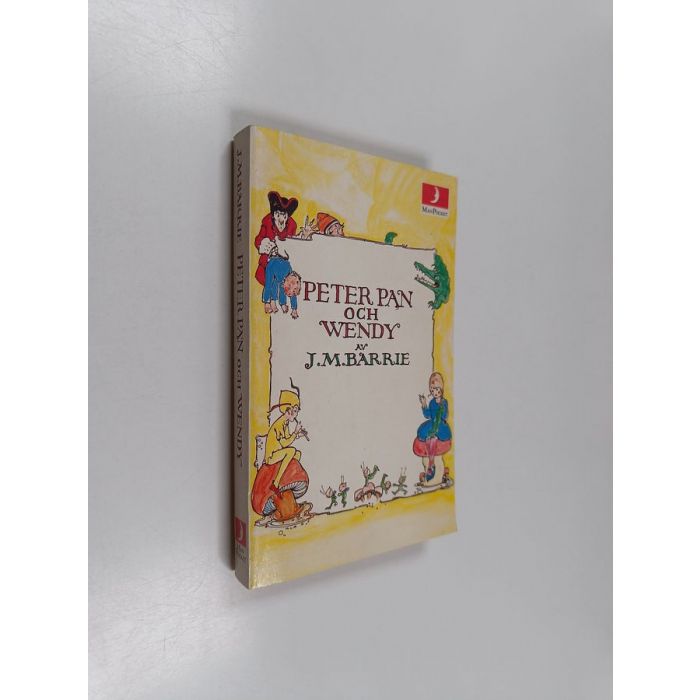 PETER PAN
OCH
WENDY
AV
J.M.BARRIE
MånPocket
J.M.BARRIE PETER PAN OCH WENDY